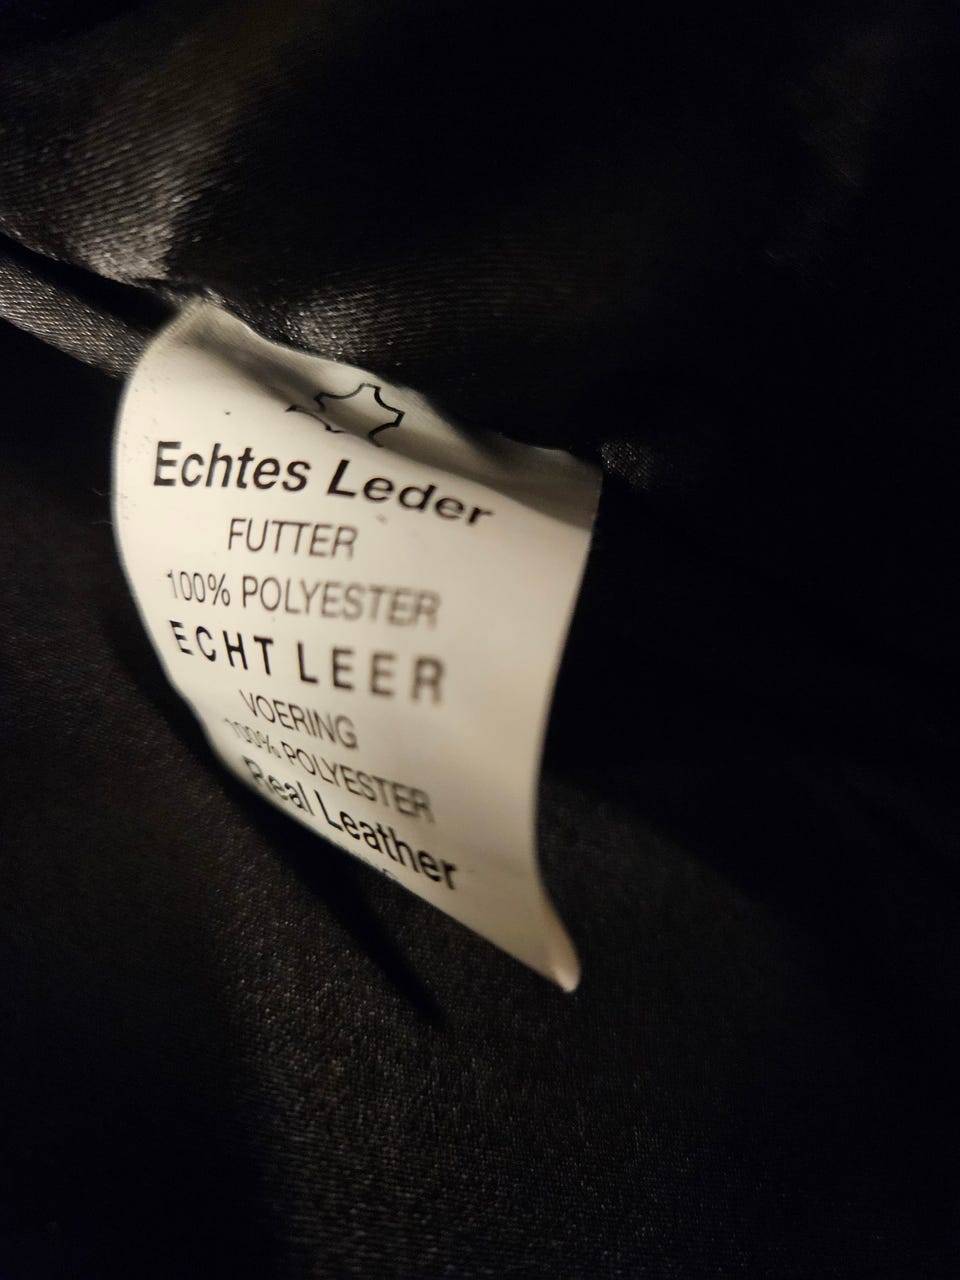 Echtes Leder
FUTTER
100% POLYESTER
ECHT LEER
VOERING
100% POLYESTER
Real Leather